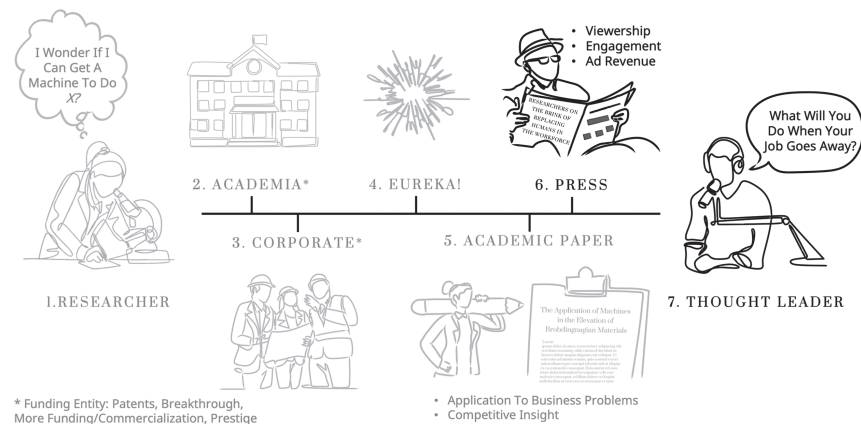 I Wonder If I
Can Get A
Machine To Do
X?
1.RESEARCHER
2. ACADEMIA*
3. CORPORATE*
4. EUREKA!
The Application of Machines
in the Elevation of
Brobdingnagian Materials
5. ACADEMIC PAPER
• Application To Business Problems
• Competitive Insight
• Viewership
• Engagement
• Ad Revenue
RESEARCHERS ON
THE BRINK OF
REPLACING
HUMANS IN
THE WORKFORCE
6. PRESS
What Will You
Do When Your
Job Goes Away?
7. THOUGHT LEADER
* Funding Entity: Patents, Breakthrough,
More Funding/Commercialization, Prestige